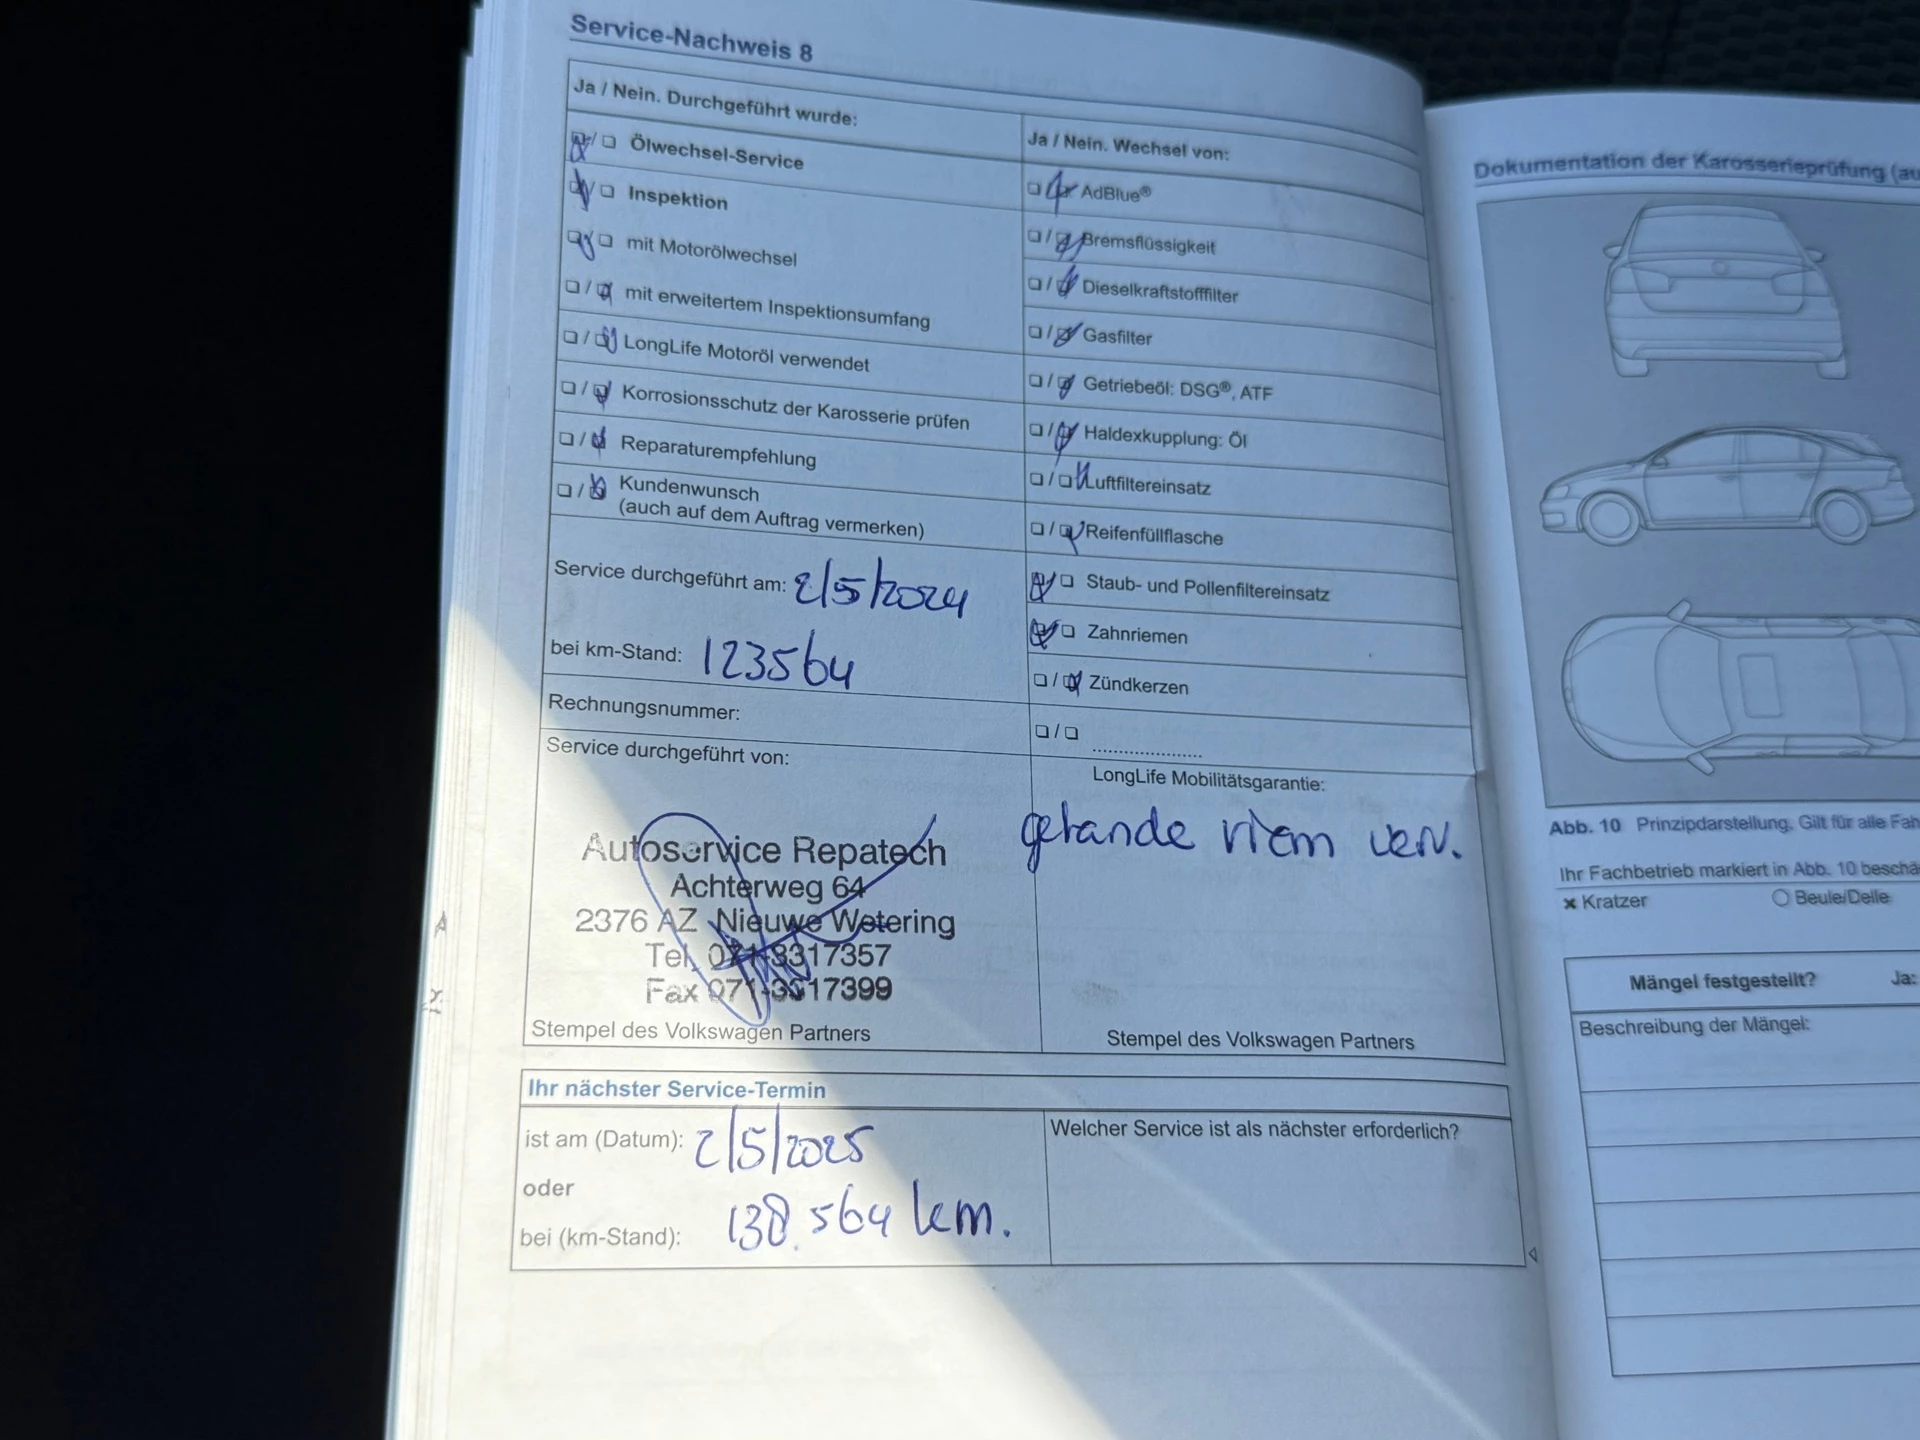 Service-Nachweis 8
Ja / Nein. Durchgeführt wurde:
Ölwechsel-Service
Inspektion
mit Motorölwechsel
mit erweitertem Inspektionsumfang
LongLife Motoröl verwendet
Korrosionsschutz der Karosserie prüfen
Reparaturempfehlung
Kundenwunsch
(auch auf dem Auftrag vermerken)
Service durchgeführt am: 2/5/2024
bei km-Stand: 123564
Rechnungsnummer:
Service durchgeführt von:
Autoservice Repatech
Achterweg 64
2376 AZ Nieuwe Wetering
Tel. 071-3317357
Fax 071-3317399
Stempel des Volkswagen Partners
Ja / Nein. Wechsel von:
AdBlue®
Bremsflüssigkeit
Dieselkraftstofffilter
Gasfilter
Getriebeöl: DSG®, ATF
Haldexkupplung: Öl
Luftfiltereinsatz
Reifenfüllflasche
Staub- und Pollenfiltereinsatz
Zahnriemen
Zündkerzen
LongLife Mobilitätsgarantie:
getande riem verv.
Stempel des Volkswagen Partners
Ihr nächster Service-Termin
ist am (Datum): 2/5/2025
oder
bei (km-Stand): 138.564 km.
Welcher Service ist als nächster erforderlich?
Dokumentation der Karosserieprüfung (au
Abb. 10 Prinzipdarstellung: Gilt für alle Fah
Ihr Fachbetrieb markiert in Abb. 10 beschä
x Kratzer
Beule/Delle
Mängel festgestellt? Ja:
Beschreibung der Mängel: